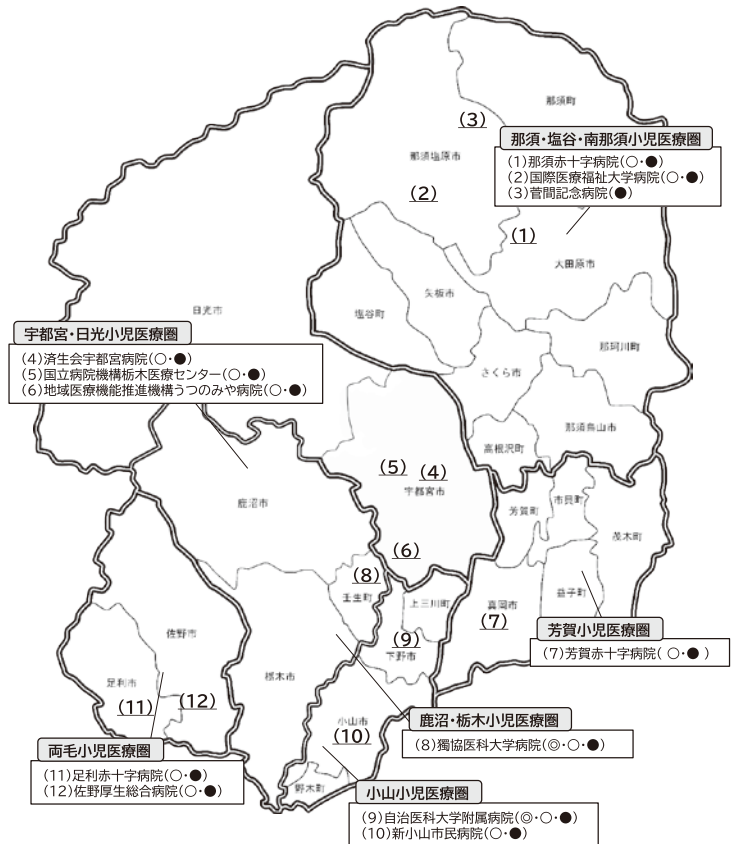 那須町
(3)
那須・塩谷・南那須小児医療圏
(1)那須赤十字病院(○・●)
(2)国際医療福祉大学病院(○・●)
(3)菅間記念病院(●)
那須塩原市
(2)
(1)
大田原市
矢板市
塩谷町
日光市
那珂川町
さくら市
宇都宮・日光小児医療圏
(4)済生会宇都宮病院(○・●)
(5)国立病院機構栃木医療センター(○・●)
(6)地域医療機能推進機構うつのみや病院(○・●)
那須烏山市
高根沢町
(5)
(4)
宇都宮市
鹿沼市
芳賀町
市貝町
茂木町
(6)
(8)
壬生町
上三川町
真岡市
(7)
益子町
芳賀小児医療圏
(7)芳賀赤十字病院( ○・● )
(9)
下野市
佐野市
足利市
(11)
(12)
栃木市
小山市
(10)
鹿沼・栃木小児医療圏
(8)獨協医科大学病院(◎・○・●)
両毛小児医療圏
(11)足利赤十字病院(○・●)
(12)佐野厚生総合病院(○・●)
野木町
小山小児医療圏
(9)自治医科大学附属病院(◎・○・●)
(10)新小山市民病院(○・●)